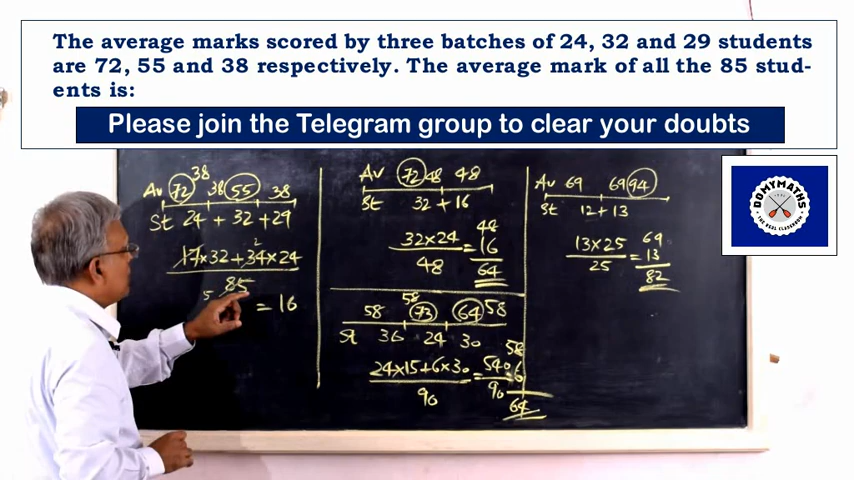 The average marks scored by three batches of 24, 32 and 29 students
are 72, 55 and 38 respectively. The average mark of all the 85 stud-
ents is:
Please join the Telegram group to clear your doubts
38
Av 72 38 55 38
St 24 + 32 + 29
2
17×32+34×24
85
5
= 16
Av 72 48 48
St 32 + 16
32×24
48
= 48
16
64
58
58 73 64 58
St 36 24 30
24×15+6×30
90
= 540
90
58
6
64
Av 69 69 94
St 12+13
13×25
25
= 69
13
82
DOMYMATHS
THE REAL CLASSROOM